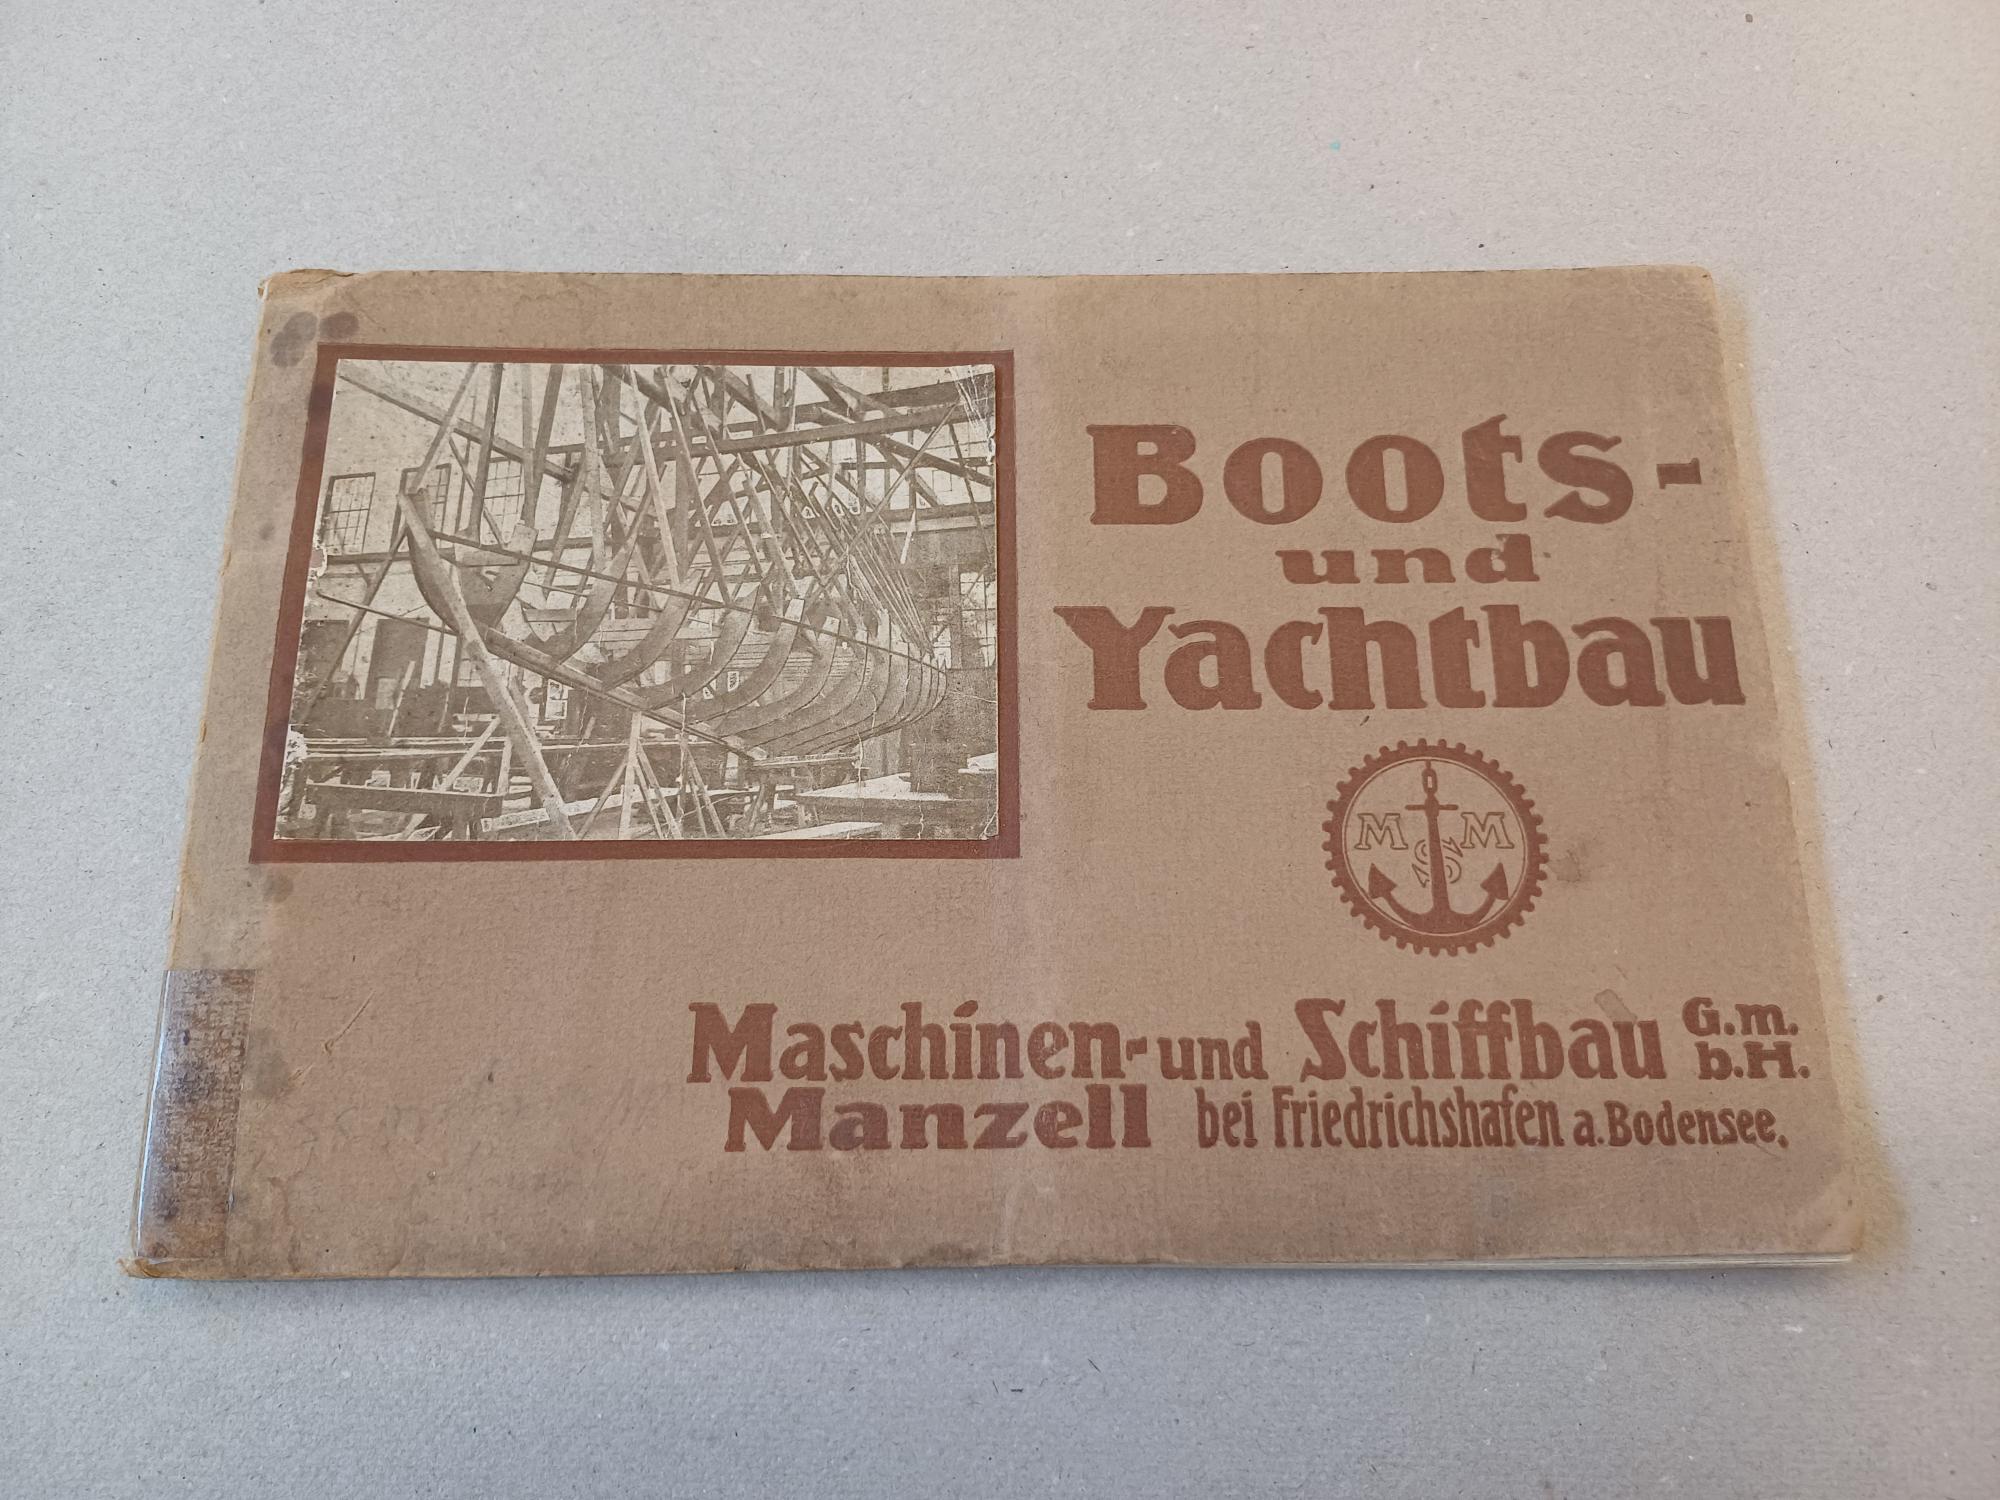 Boots-
und
Yachtbau
M S M
Maschinen- und Schiffbau G.m.
b.H.
Manzell bei Friedrichshafen a. Bodensee.